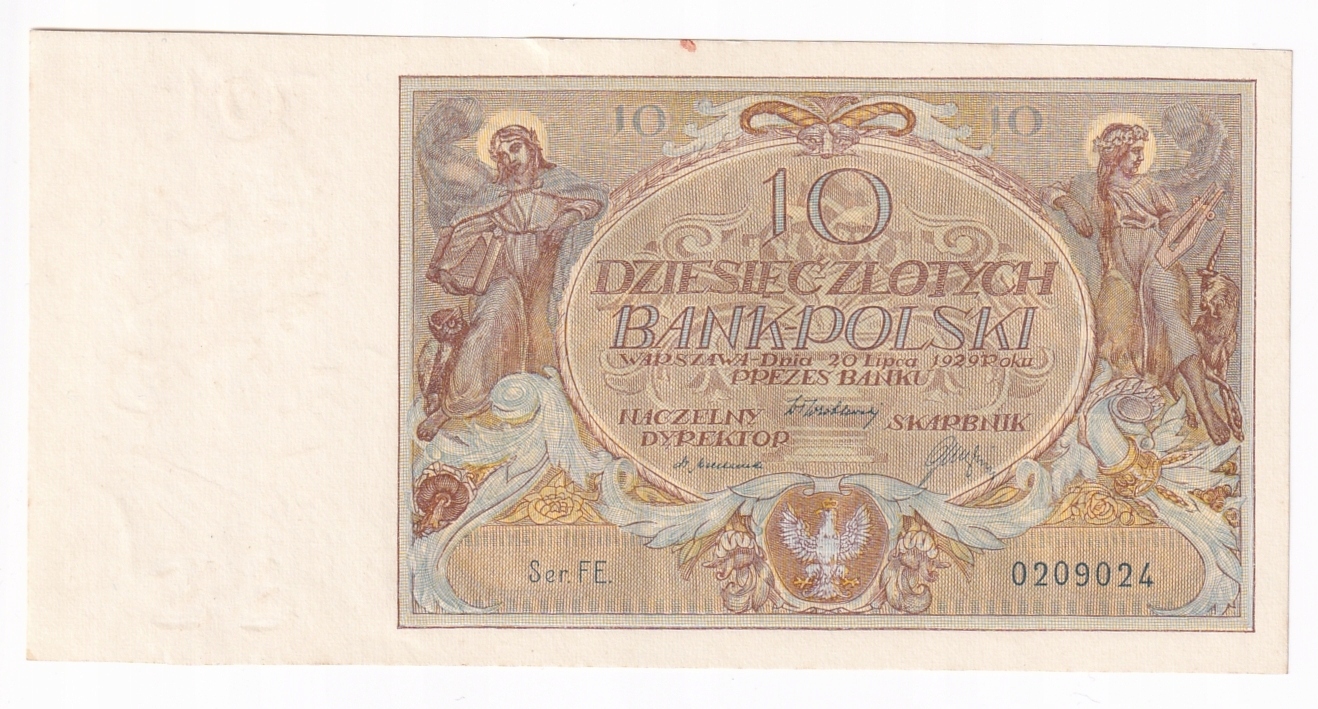 10 10
10
DZIESIĘĆ-ZŁOTYCH
BANK-POLSKI
WARSZAWA-Dnia 20 Lipca 1929 Roku
PREZES BANKU
NACZELNY SKARBNIK
DYREKTOR
Ser. FE. 0209024